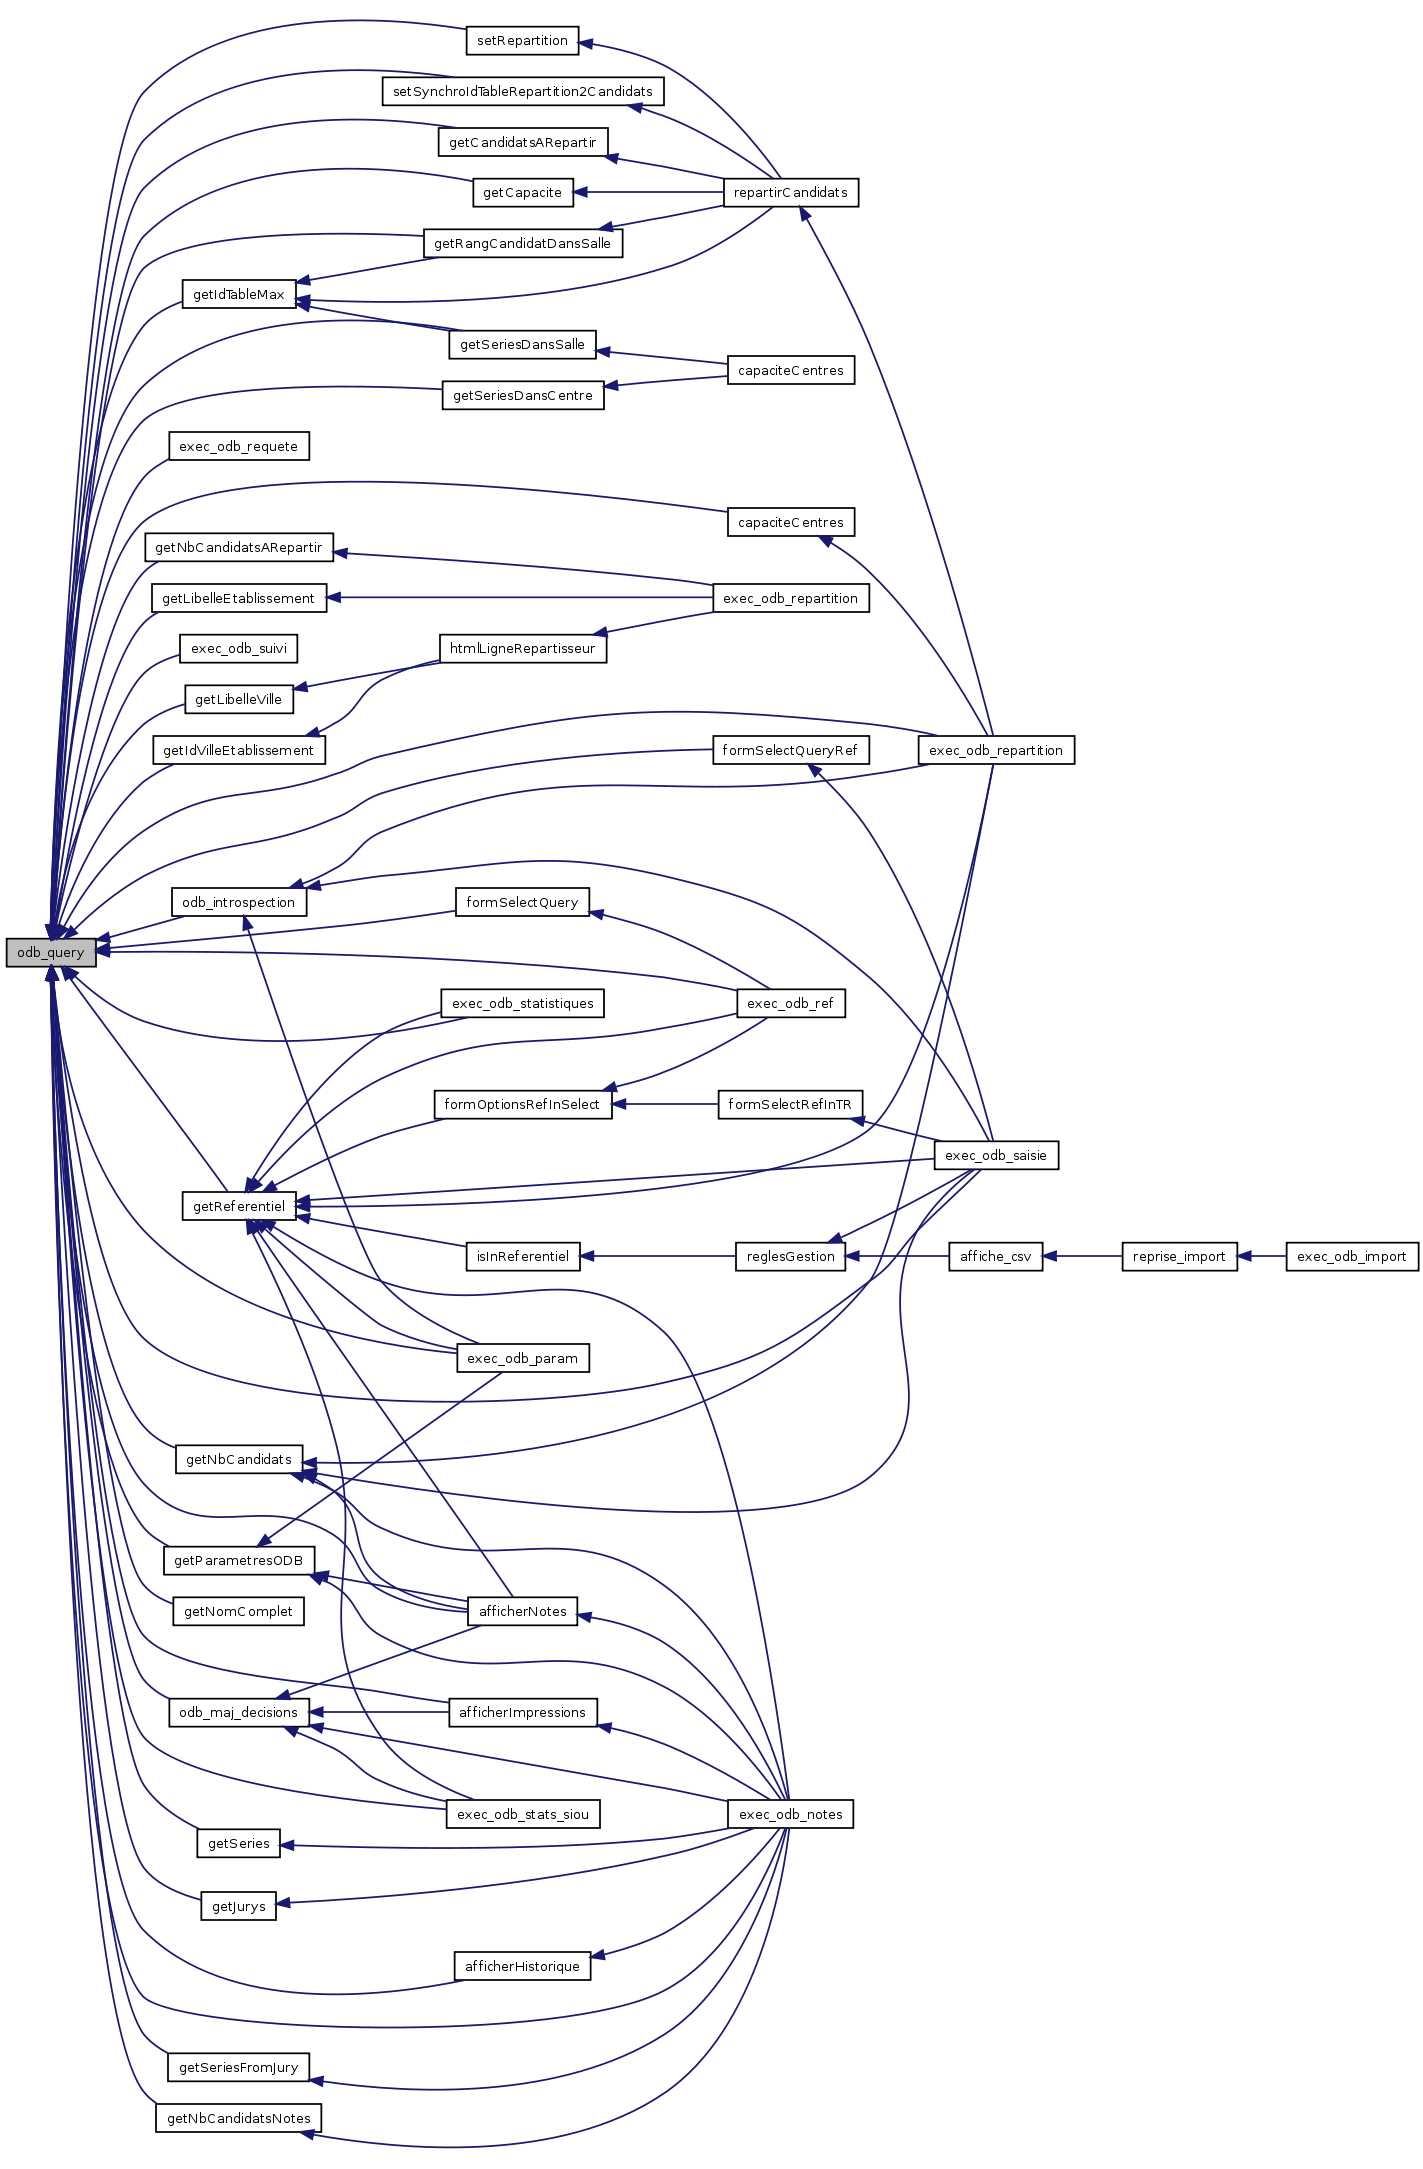 setRepartition
setSynchroIdTableRepartition2Candidats
getCandidatsARepartir
getCapacite
repartirCandidats
getRangCandidatDansSalle
getIdTableMax
getSeriesDansSalle
capaciteCentres
getSeriesDansCentre
exec_odb_requete
capaciteCentres
getNbCandidatsARepartir
getLibelleEtablissement
exec_odb_repartition
exec_odb_suivi
htmlLigneRepartisseur
getLibelleVille
getIdVilleEtablissement
formSelectQueryRef
exec_odb_repartition
odb_introspection
formSelectQuery
odb_query
exec_odb_statistiques
exec_odb_ref
formOptionsRefInSelect
formSelectRefInTR
exec_odb_saisie
getReferentiel
isInReferentiel
reglesGestion
affiche_csv
reprise_import
exec_odb_import
exec_odb_param
getNbCandidats
getParametresODB
getNomComplet
afficherNotes
odb_maj_decisions
afficherImpressions
exec_odb_stats_siou
exec_odb_notes
getSeries
getJurys
afficherHistorique
getSeriesFromJury
getNbCandidatsNotes